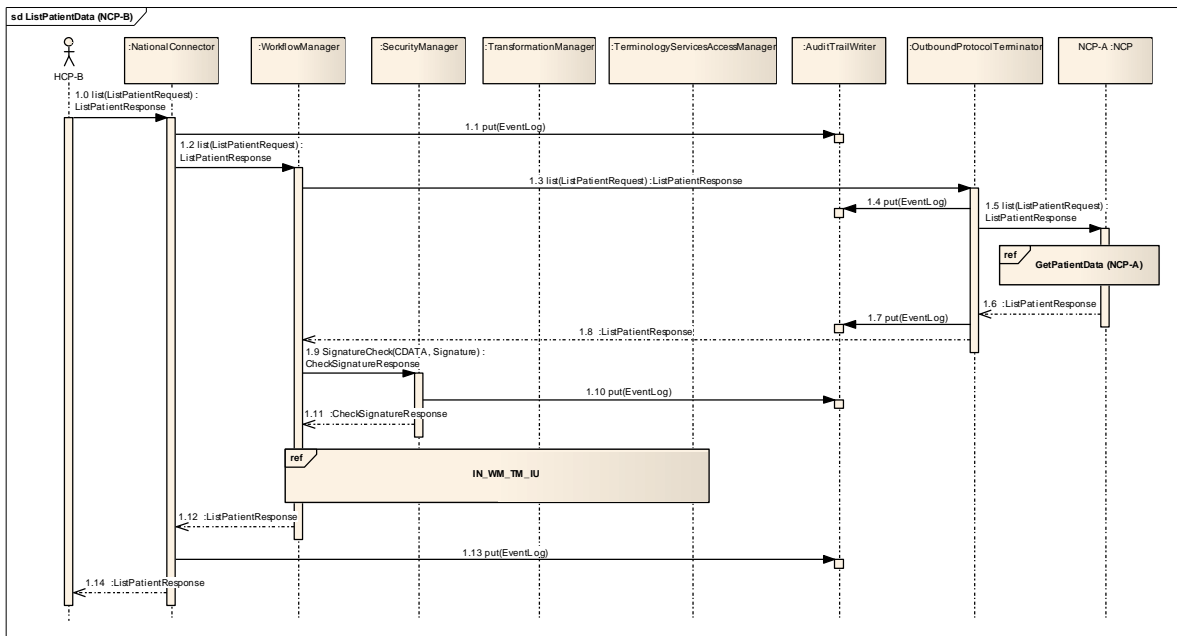 sd ListPatientData (NCP-B)
HCP-B
:NationalConnector
:WorkflowManager
:SecurityManager
:TransformationManager
:TerminologyServicesAccessManager
:AuditTrailWriter
:OutboundProtocolTerminator
NCP-A :NCP
1.0 list(ListPatientRequest) :
ListPatientResponse
1.1 put(EventLog)
1.2 list(ListPatientRequest) :
ListPatientResponse
1.3 list(ListPatientRequest) :ListPatientResponse
1.4 put(EventLog)
1.5 list(ListPatientRequest) :
ListPatientResponse
ref
GetPatientData (NCP-A)
1.6 :ListPatientResponse
1.7 put(EventLog)
1.8 :ListPatientResponse
1.9 SignatureCheck(CDATA, Signature) :
CheckSignatureResponse
1.10 put(EventLog)
1.11 :CheckSignatureResponse
ref
IN_WM_TM_IU
1.12 :ListPatientResponse
1.13 put(EventLog)
1.14 :ListPatientResponse